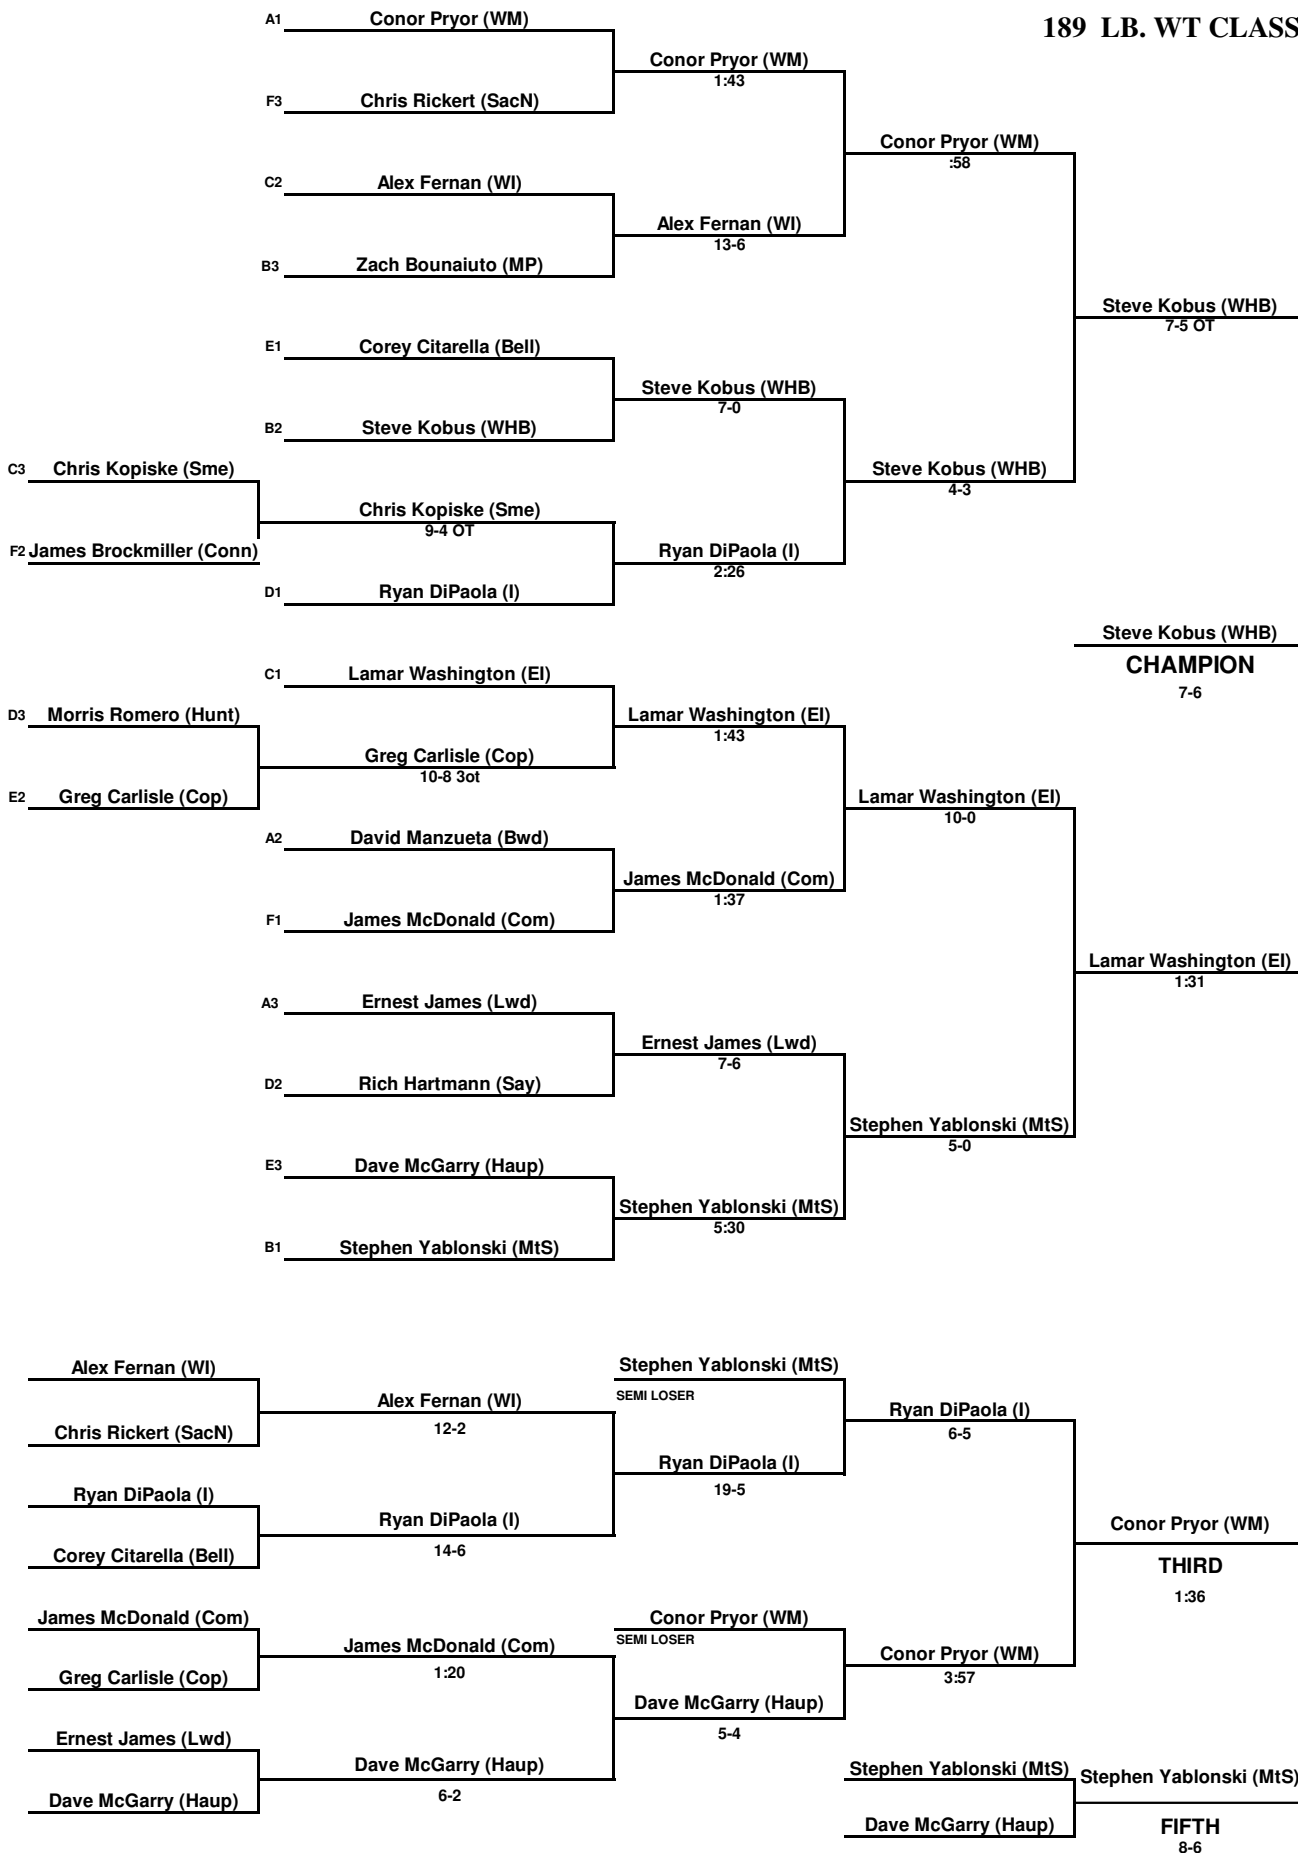 189 LB. WT CLASS
A1 Conor Pryor (WM)
Conor Pryor (WM)
1:43
F3 Chris Rickert (SacN)
Conor Pryor (WM)
:58
C2 Alex Fernan (WI)
Alex Fernan (WI)
13-6
B3 Zach Bounaiuto (MP)
Steve Kobus (WHB)
7-5 OT
E1 Corey Citarella (Bell)
Steve Kobus (WHB)
7-0
B2 Steve Kobus (WHB)
C3 Chris Kopiske (Sme)
Steve Kobus (WHB)
4-3
Chris Kopiske (Sme)
9-4 OT
F2 James Brockmiller (Conn)
Ryan DiPaola (I)
2:26
D1 Ryan DiPaola (I)
Steve Kobus (WHB)
CHAMPION
7-6
C1 Lamar Washington (EI)
D3 Morris Romero (Hunt)
Lamar Washington (EI)
1:43
Greg Carlisle (Cop)
10-8 3ot
E2 Greg Carlisle (Cop)
Lamar Washington (EI)
10-0
A2 David Manzueta (Bwd)
James McDonald (Com)
1:37
F1 James McDonald (Com)
Lamar Washington (EI)
1:31
A3 Ernest James (Lwd)
Ernest James (Lwd)
7-6
D2 Rich Hartmann (Say)
Stephen Yablonski (MtS)
5-0
E3 Dave McGarry (Haup)
Stephen Yablonski (MtS)
5:30
B1 Stephen Yablonski (MtS)
Alex Fernan (WI)
Stephen Yablonski (MtS)
SEMI LOSER
Alex Fernan (WI)
12-2
Ryan DiPaola (I)
6-5
Chris Rickert (SacN)
Ryan DiPaola (I)
19-5
Ryan DiPaola (I)
Ryan DiPaola (I)
14-6
Conor Pryor (WM)
THIRD
1:36
Corey Citarella (Bell)
James McDonald (Com)
Conor Pryor (WM)
SEMI LOSER
James McDonald (Com)
1:20
Conor Pryor (WM)
3:57
Greg Carlisle (Cop)
Dave McGarry (Haup)
5-4
Ernest James (Lwd)
Dave McGarry (Haup)
6-2
Stephen Yablonski (MtS)
Stephen Yablonski (MtS)
Dave McGarry (Haup)
Dave McGarry (Haup)
FIFTH
8-6